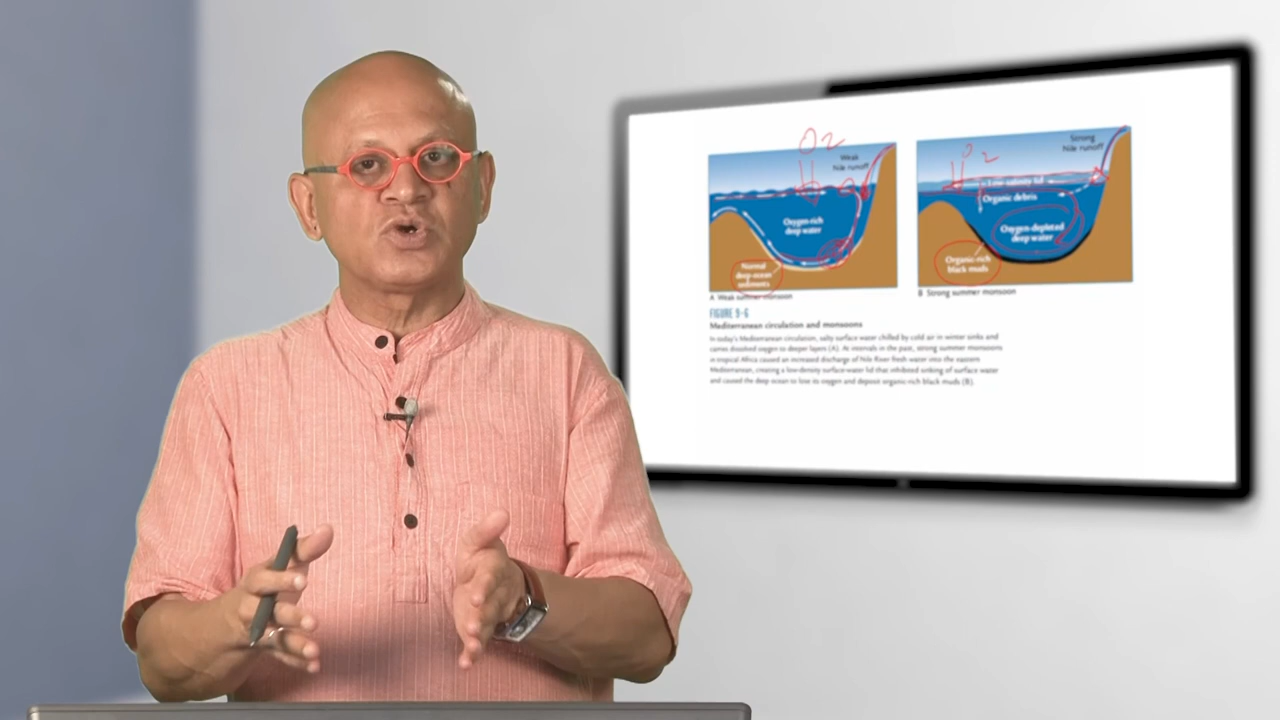 O2
Weak
Nile runoff
Oxygen-rich
deep water
Normal
deep-ocean
sediments
A Weak summer monsoon
O2
Strong
Nile runoff
Organic debris
Oxygen-depleted
deep water
Organic-rich
black muds
B Strong summer monsoon
FIGURE 9-6
Mediterranean circulation and monsoons
In today's Mediterranean circulation, salty surface water chilled by cold air in winter sinks and
carries dissolved oxygen to deeper layers (A). At intervals in the past, strong summer monsoons
in tropical Africa caused an increased discharge of Nile River fresh water into the eastern
Mediterranean, creating a low-density surface-water lid that inhibited sinking of surface water
and caused the deep ocean to lose its oxygen and deposit organic-rich black muds (B).